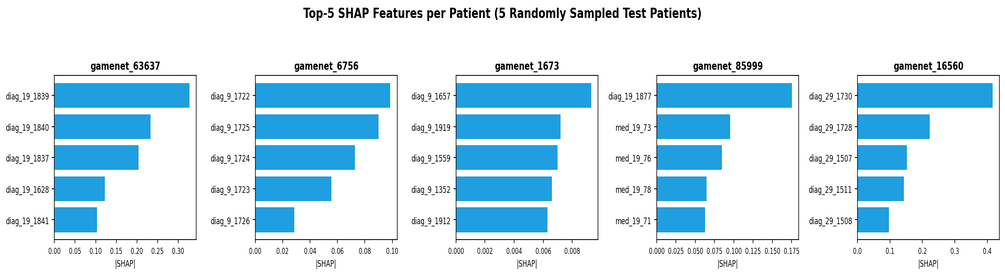 Top-5 SHAP Features per Patient (5 Randomly Sampled Test Patients)
gamenet_63637
diag_19_1839
diag_19_1840
diag_19_1837
diag_19_1628
diag_19_1841
0.00 0.05 0.10 0.15 0.20 0.25 0.30
|SHAP|
gamenet_6756
diag_9_1722
diag_9_1725
diag_9_1724
diag_9_1723
diag_9_1726
0.00 0.02 0.04 0.06 0.08 0.10
|SHAP|
gamenet_1673
diag_9_1657
diag_9_1919
diag_9_1559
diag_9_1352
diag_9_1912
0.000 0.002 0.004 0.006 0.008
|SHAP|
gamenet_85999
diag_19_1877
med_19_73
med_19_76
med_19_78
med_19_71
0.000 0.025 0.050 0.075 0.100 0.125 0.150 0.175
|SHAP|
gamenet_16560
diag_29_1730
diag_29_1728
diag_29_1507
diag_29_1511
diag_29_1508
0.0 0.1 0.2 0.3 0.4
|SHAP|